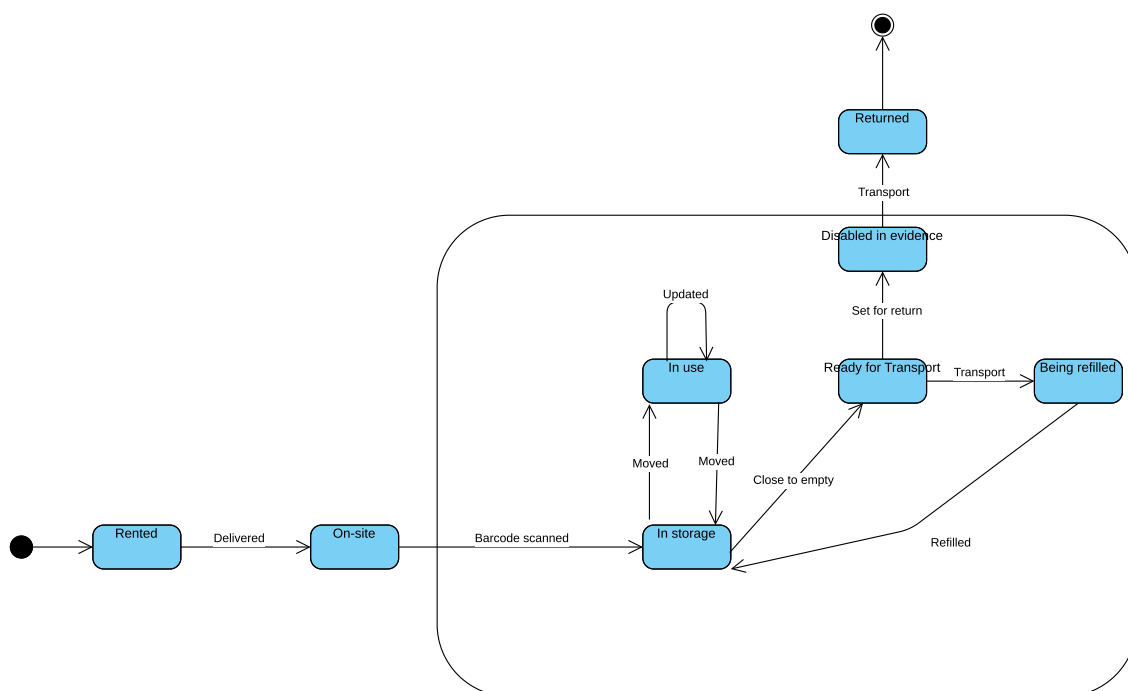 Returned
Transport
Disabled in evidence
Updated
Set for return
In use
Ready for Transport
Transport
Being refilled
Moved
Moved
Close to empty
Rented
Delivered
On-site
Barcode scanned
In storage
Refilled